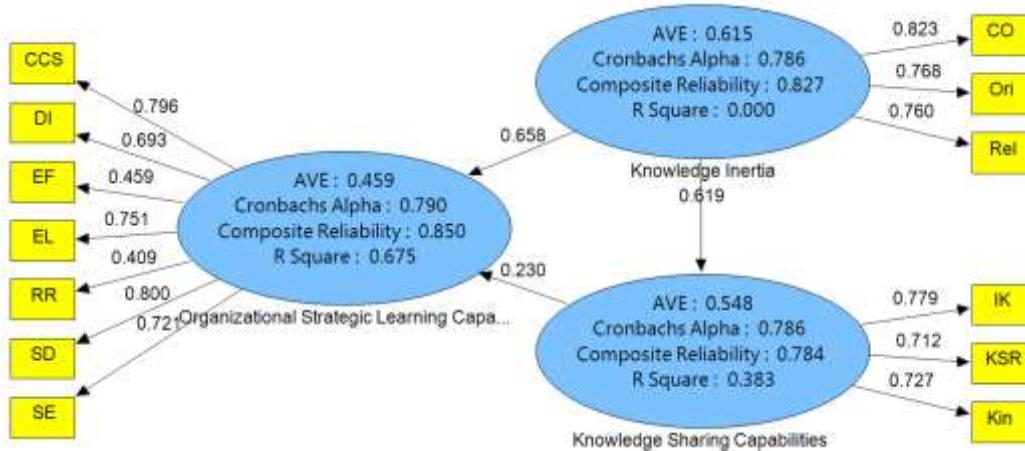 CCS
DI
EF
EL
RR
SD
SE
0.796
0.693
0.459
0.751
0.409
0.800
0.721
AVE : 0.459
Cronbachs Alpha : 0.790
Composite Reliability : 0.850
R Square : 0.675
Organizational Strategic Learning Capa...
0.658
0.230
AVE : 0.615
Cronbachs Alpha : 0.786
Composite Reliability : 0.827
R Square : 0.000
Knowledge Inertia
0.619
AVE : 0.548
Cronbachs Alpha : 0.786
Composite Reliability : 0.784
R Square : 0.383
Knowledge Sharing Capabilities
0.823
0.768
0.760
CO
Ori
Rel
0.779
0.712
0.727
IK
KSR
Kin